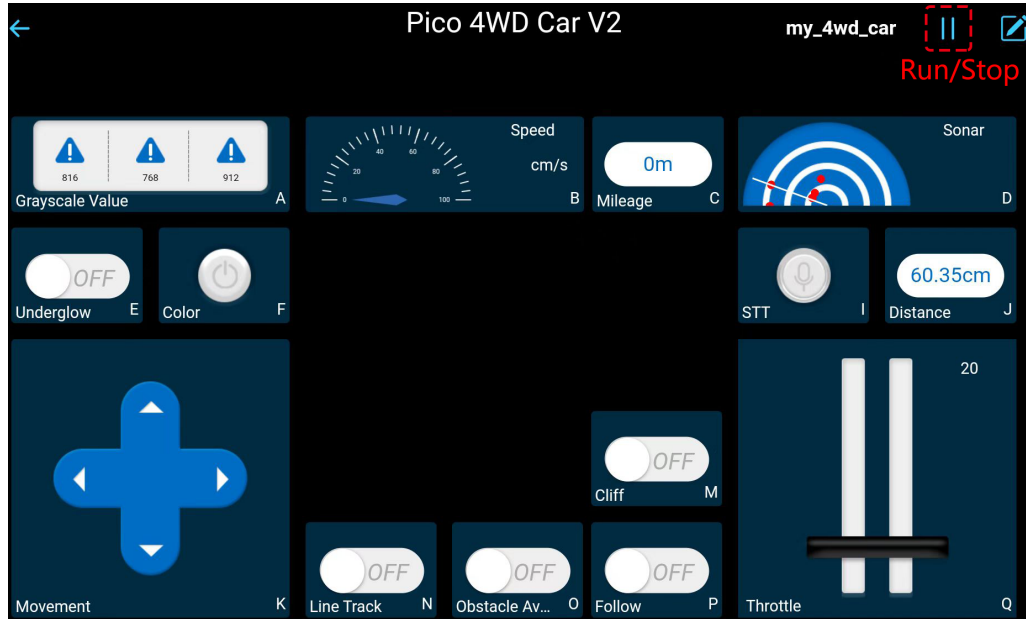 Pico 4WD Car V2
my_4wd_car
Run/Stop
816 768 912
Grayscale Value A
0 20 40 60 80 100
Speed
cm/s
B
0m
Mileage C
Sonar
D
OFF
Underglow E
Color F
STT I
60.35cm
Distance J
Movement K
OFF
Cliff M
OFF
Line Track N
OFF
Obstacle Av... O
OFF
Follow P
20
Throttle Q